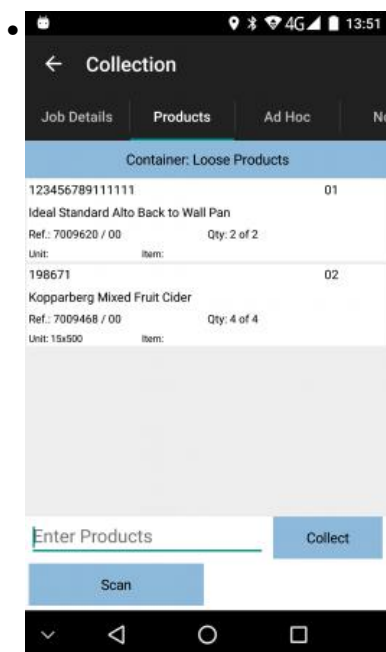 4G 13:51
Collection
Job Details Products Ad Hoc
Container: Loose Products
123456789111111 01
Ideal Standard Alto Back to Wall Pan
Ref.: 7009620 / 00 Qty: 2 of 2
Unit: Item:
198671 02
Kopparberg Mixed Fruit Cider
Ref.: 7009468 / 00 Qty: 4 of 4
Unit: 15x500 Item:
Enter Products Collect
Scan